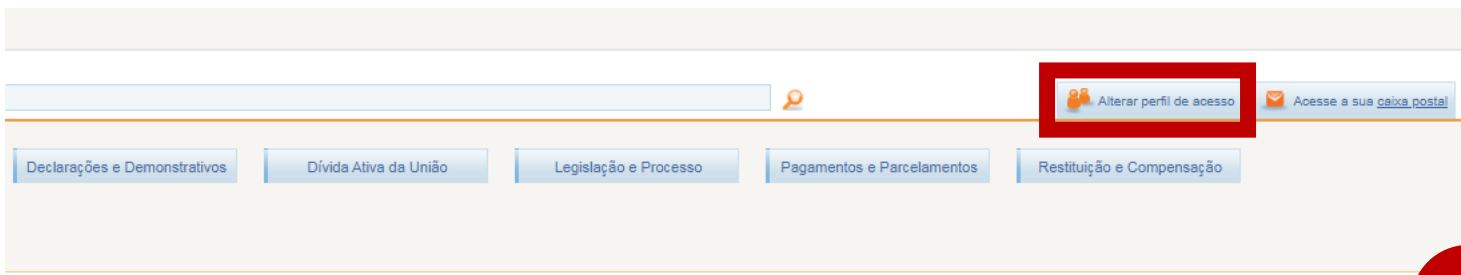 Alterar perfil de acesso
Acesse a sua caixa postal
Declarações e Demonstrativos
Dívida Ativa da União
Legislação e Processo
Pagamentos e Parcelamentos
Restituição e Compensação